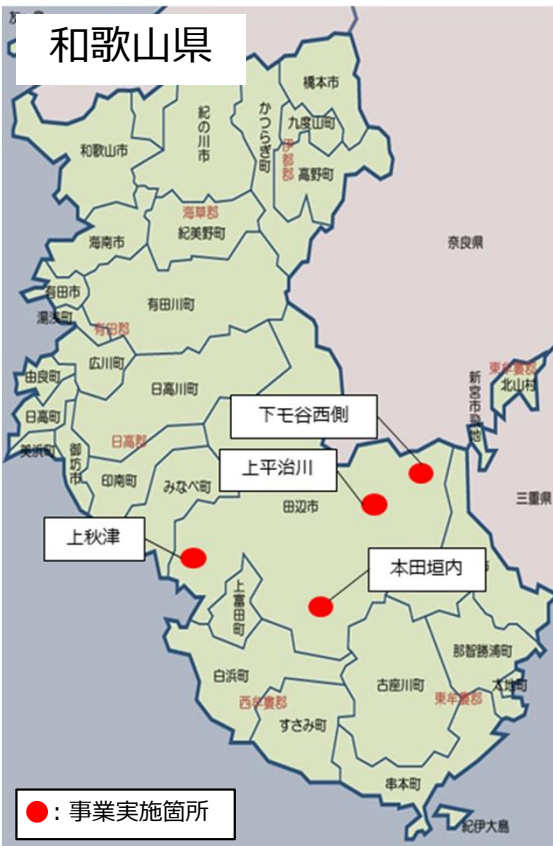 和歌山県
橋本市
かつらぎ町
紀の川市
九度山町
伊都郡
和歌山市
高野町
海草郡
紀美野町
海南市
奈良県
有田市
有田川町
湯浅町
有田郡
広川町
東牟婁郡
北山村
由良町
日高川町
新宮市飛地
日高町
下モ谷西側
美浜町
日高郡
御坊市
上平治川
印南町
みなべ町
田辺市
三重県
上秋津
本田垣内
上富田町
那智勝浦町
白浜町
古座川町
太地町
西牟婁郡
東牟婁郡
すさみ町
串本町
：事業実施箇所
紀伊大島